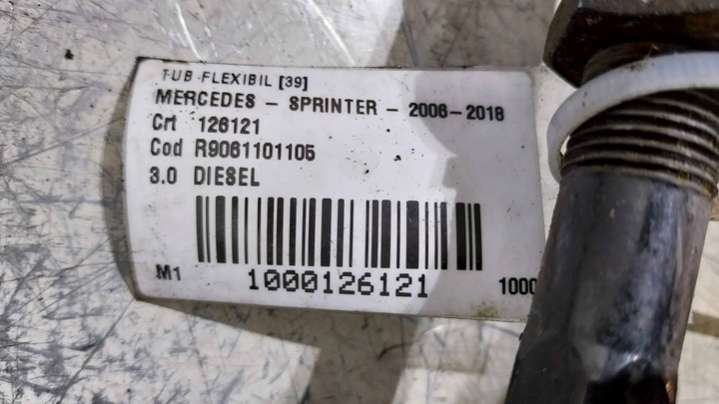 TUB FLEXIBIL [39]
MERCEDES - SPRINTER - 2006-2018
Crt 126121
Cod R9061101105
3.0 DIESEL
M1 1000126121 1000